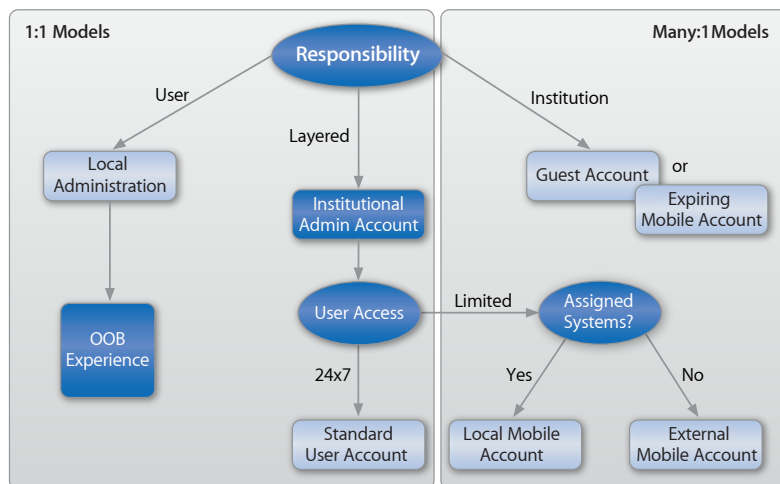 1:1 Models
Many:1 Models
Responsibility
User
Layered
Institution
Local
Administration
Institutional
Admin Account
Guest Account
or
Expiring
Mobile Account
OOB
Experience
User Access
Limited
Assigned
Systems?
24x7
Yes
No
Standard
User Account
Local Mobile
Account
External
Mobile Account